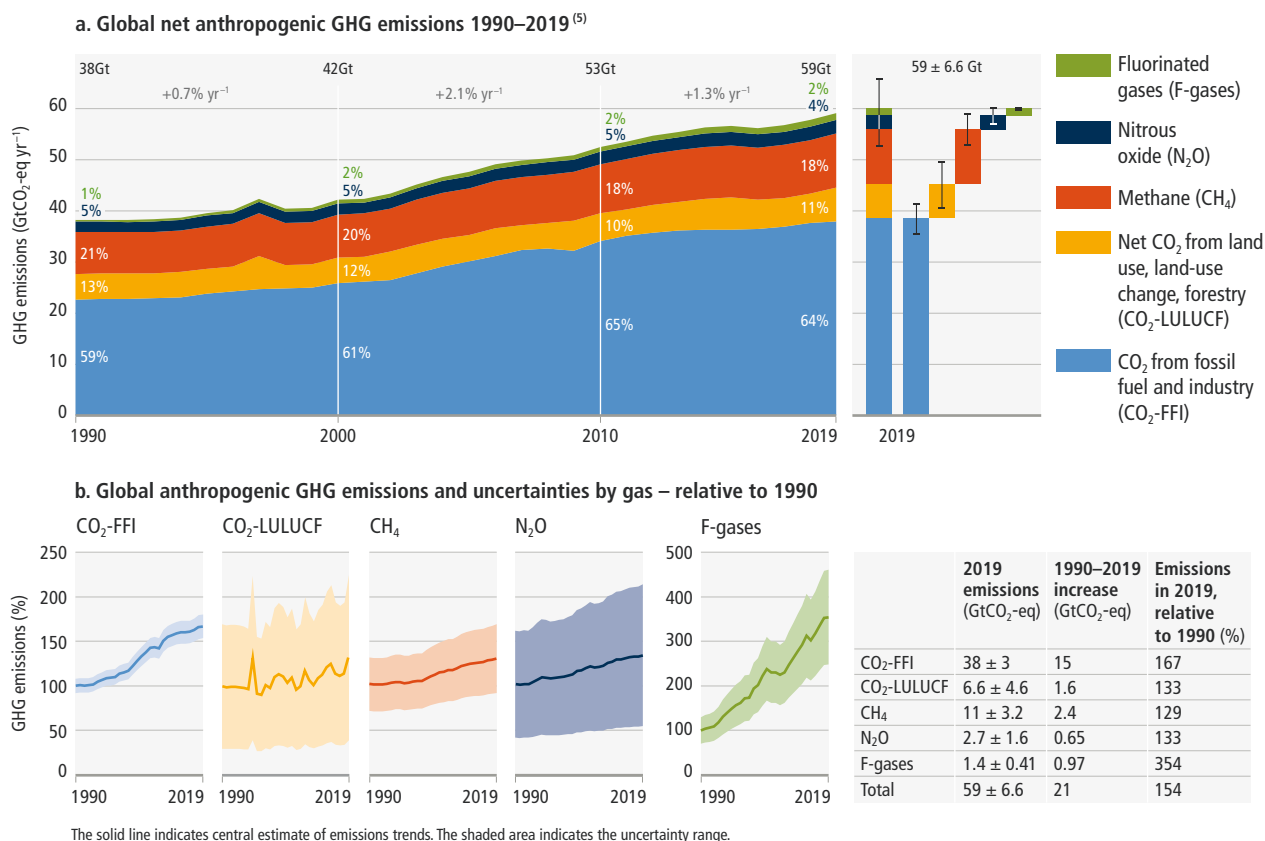 a. Global net anthropogenic GHG emissions 1990–2019 (5)
38Gt 42Gt 53Gt 59Gt
+0.7% yr⁻¹ +2.1% yr⁻¹ +1.3% yr⁻¹
59 ± 6.6 Gt
GHG emissions (GtCO₂-eq yr⁻¹)
60
50
40
30
20
10
0
1%
5%
21%
13%
59%
2%
5%
20%
12%
61%
2%
5%
18%
10%
65%
2%
4%
18%
11%
64%
1990 2000 2010 2019
2019
Fluorinated
gases (F-gases)
Nitrous
oxide (N₂O)
Methane (CH₄)
Net CO₂ from land
use, land-use
change, forestry
(CO₂-LULUCF)
CO₂ from fossil
fuel and industry
(CO₂-FFI)
b. Global anthropogenic GHG emissions and uncertainties by gas – relative to 1990
CO₂-FFI CO₂-LULUCF CH₄ N₂O F-gases
GHG emissions (%)
250
200
150
100
50
0
500
400
300
200
100
0
1990 2019 1990 2019 1990 2019 1990 2019 1990 2019
2019 1990–2019 Emissions
emissions increase in 2019,
(GtCO₂-eq) (GtCO₂-eq) relative
to 1990 (%)
CO₂-FFI 38 ± 3 15 167
CO₂-LULUCF 6.6 ± 4.6 1.6 133
CH₄ 11 ± 3.2 2.4 129
N₂O 2.7 ± 1.6 0.65 133
F-gases 1.4 ± 0.41 0.97 354
Total 59 ± 6.6 21 154
The solid line indicates central estimate of emissions trends. The shaded area indicates the uncertainty range.